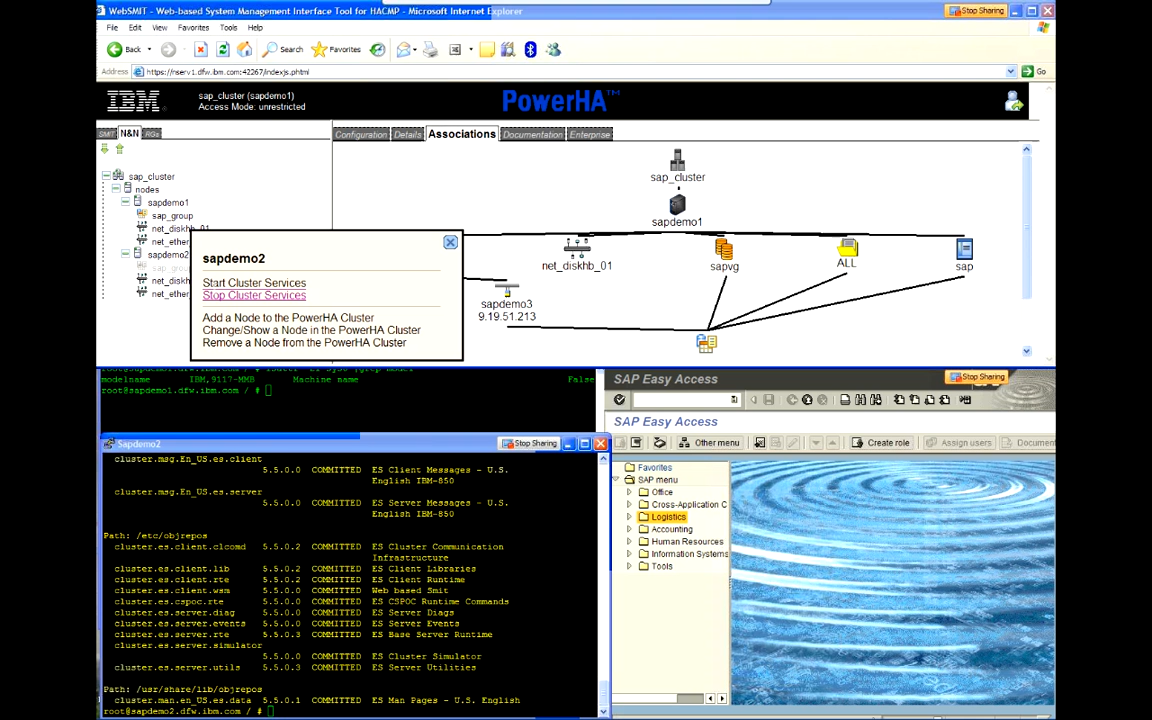 WebSMIT - Web-based System Management Interface Tool for HACMP - Microsoft Internet Explorer
Stop Sharing
File Edit View Favorites Tools Help
Back Search Favorites
Address https://nserv1.dfw.ibm.com:42267/indexjs.phtml Go
IBM
sap_cluster (sapdemo1)
Access Mode: unrestricted
PowerHA™
SMIT N&N RGs
Configuration Details Associations Documentation Enterprise
sap_cluster
nodes
sapdemo1
sap_group
net_diskhb_01
net_ether
sapdemo2
sap_group
net_diskh
net_ether
sapdemo2
Start Cluster Services
Stop Cluster Services
Add a Node to the PowerHA Cluster
Change/Show a Node in the PowerHA Cluster
Remove a Node from the PowerHA Cluster
sap_cluster
sapdemo1
net_diskhb_01
sapvg
ALL
sap
sapdemo3
9.19.51.213
modelname IBM,9117-MMB Machine name False
root@sapdemo1.dfw.ibm.com / #
Sapdemo2
Stop Sharing
cluster.msg.En_US.es.client
5.5.0.0 COMMITTED ES Client Messages - U.S.
English IBM-850
cluster.msg.En_US.es.server
5.5.0.0 COMMITTED ES Server Messages - U.S.
English IBM-850
Path: /etc/objrepos
cluster.es.client.clcomd 5.5.0.2 COMMITTED ES Cluster Communication
Infrastructure
cluster.es.client.lib 5.5.0.2 COMMITTED ES Client Libraries
cluster.es.client.rte 5.5.0.2 COMMITTED ES Client Runtime
cluster.es.client.wsm 5.5.0.2 COMMITTED Web based Smit
cluster.es.cspoc.rte 5.5.0.0 COMMITTED ES CSPOC Runtime Commands
cluster.es.server.diag 5.5.0.0 COMMITTED ES Server Diags
cluster.es.server.events 5.5.0.0 COMMITTED ES Server Events
cluster.es.server.rte 5.5.0.3 COMMITTED ES Base Server Runtime
cluster.es.server.simulator
5.5.0.0 COMMITTED ES Cluster Simulator
cluster.es.server.utils 5.5.0.3 COMMITTED ES Server Utilities
Path: /usr/share/lib/objrepos
cluster.man.en_US.es.data 5.5.0.1 COMMITTED ES Man Pages - U.S. English
root@sapdemo2.dfw.ibm.com / #
SAP Easy Access
Stop Sharing
SAP Easy Access
Other menu Create role Assign users Document
Favorites
SAP menu
Office
Cross-Application C
Logistics
Accounting
Human Resources
Information Systems
Tools